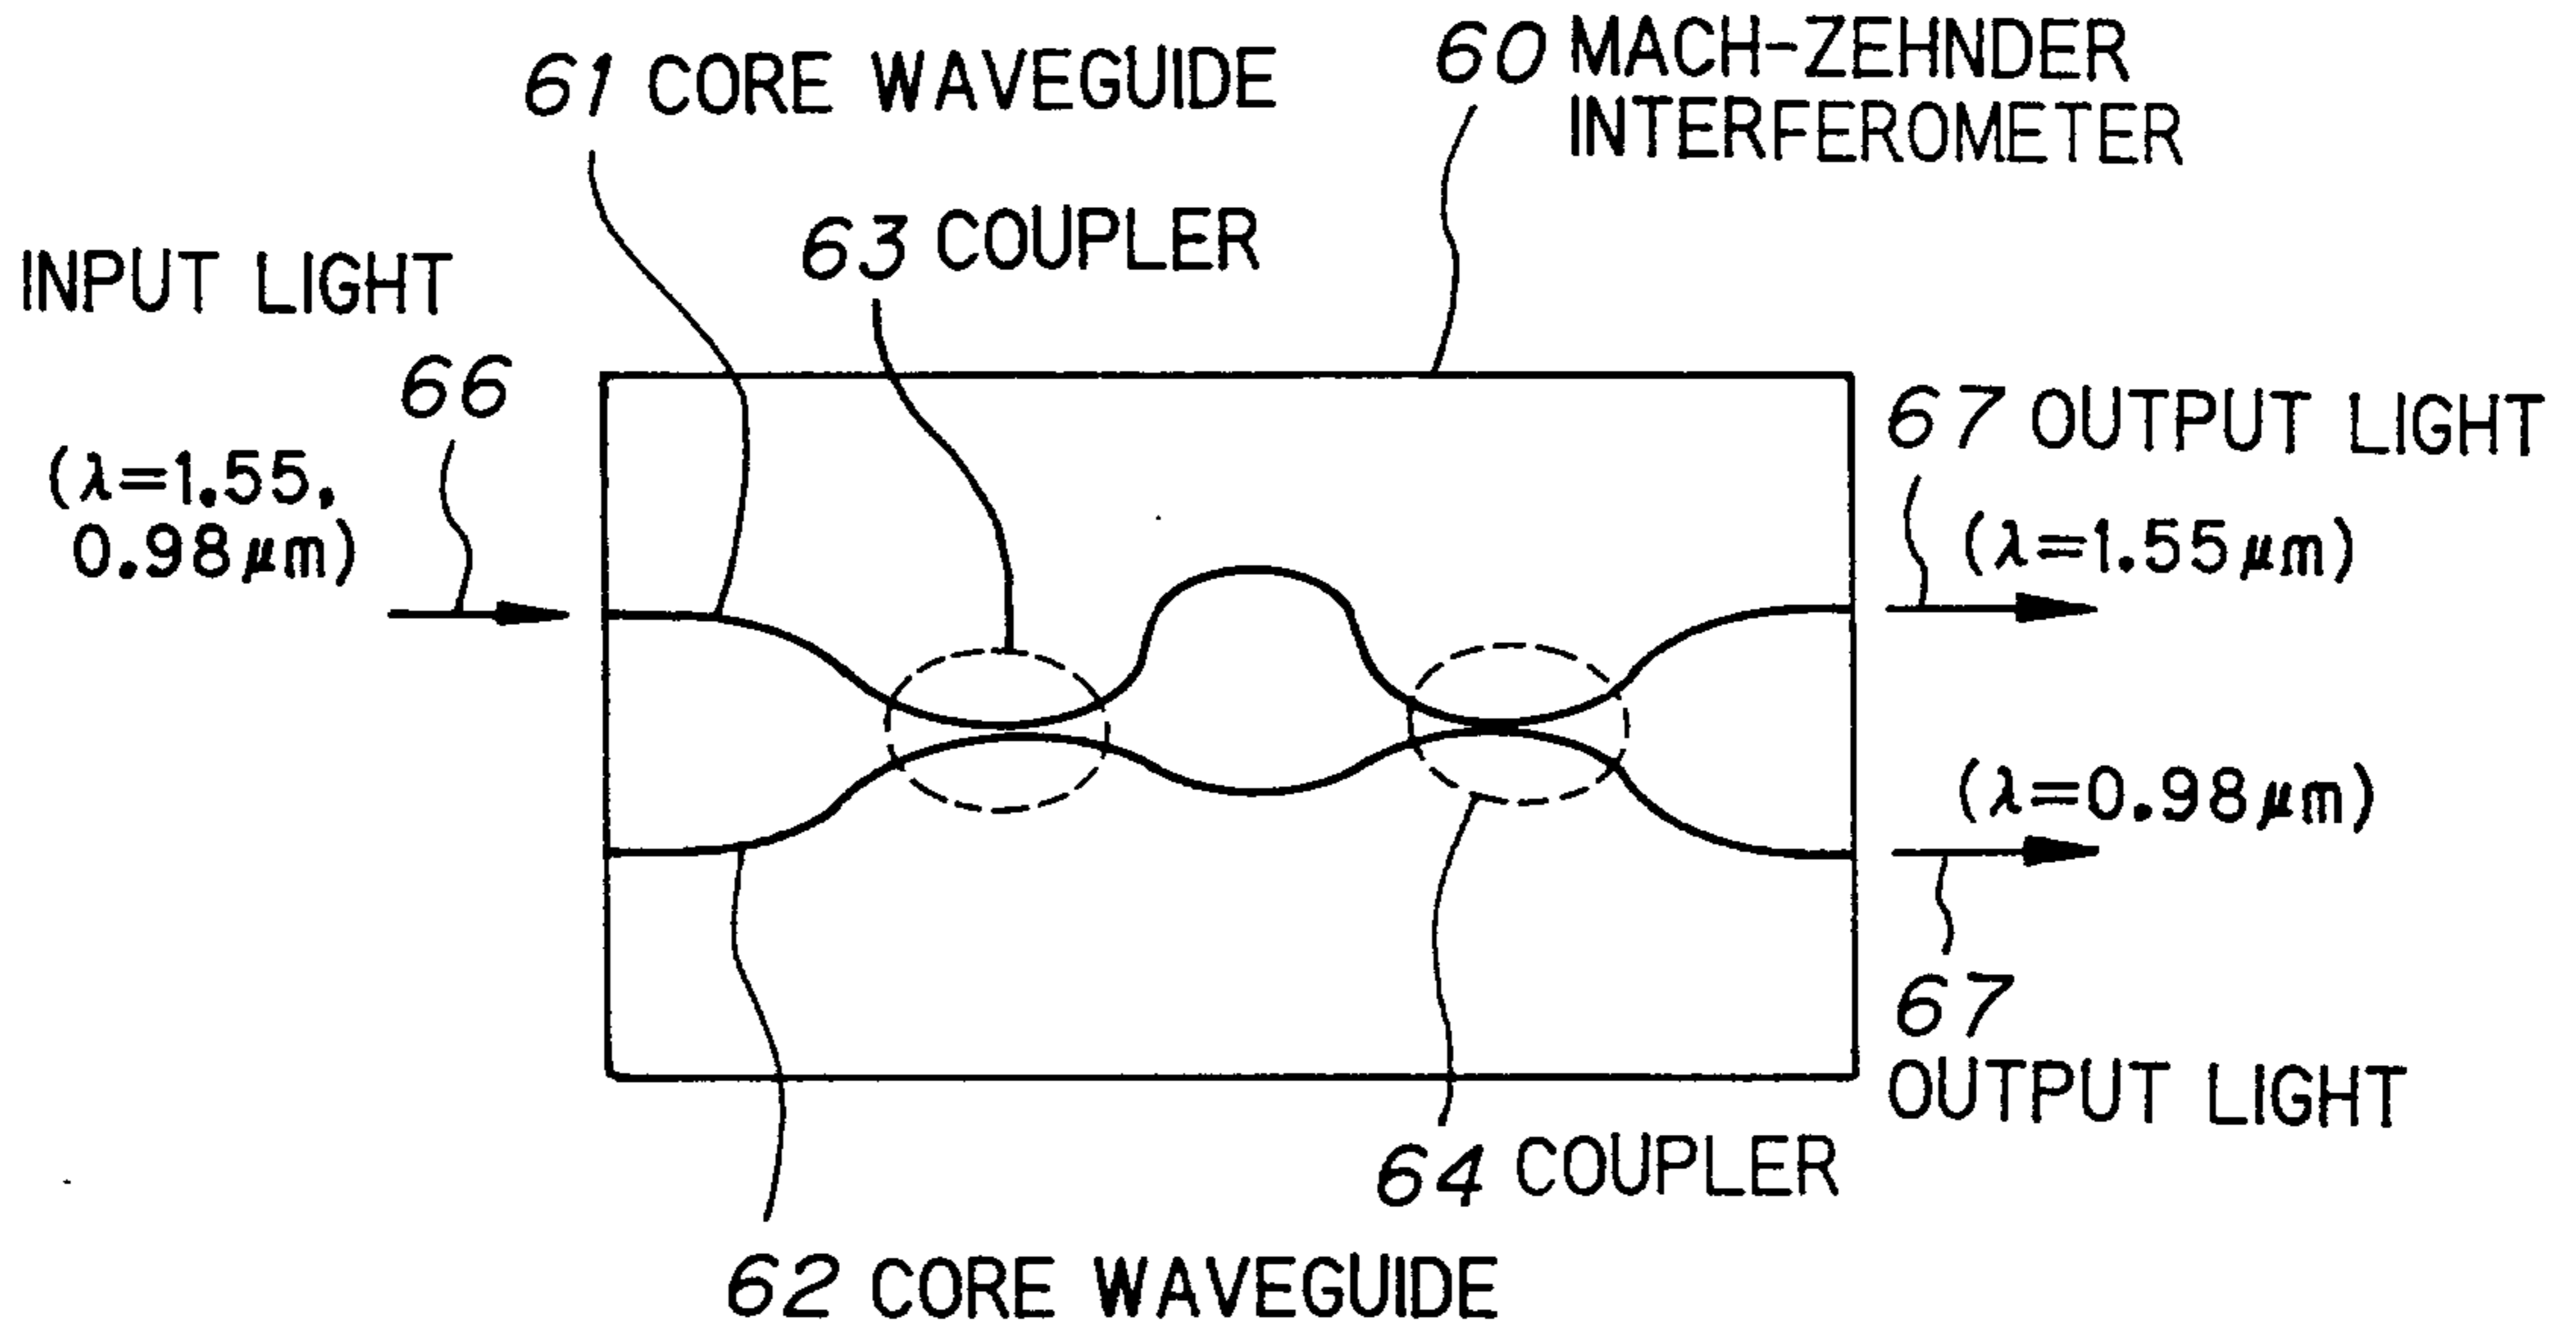 60 MACH-ZEHNDER
INTERFEROMETER
61 CORE WAVEGUIDE
63 COUPLER
INPUT LIGHT
66
(λ=1.55,
0.98μm)
67 OUTPUT LIGHT
(λ=1.55μm)
(λ=0.98μm)
67
OUTPUT LIGHT
64 COUPLER
62 CORE WAVEGUIDE